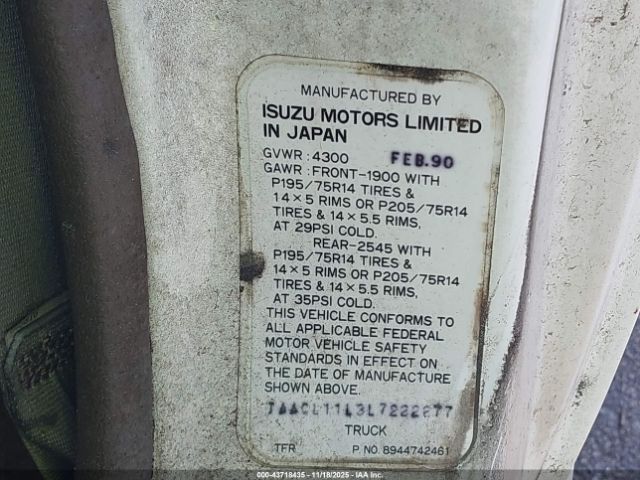 MANUFACTURED BY
ISUZU MOTORS LIMITED
IN JAPAN
GVWR : 4300 FEB.90
GAWR : FRONT-1900 WITH
P195/75R14 TIRES &
14 × 5 RIMS OR P205/75R14
TIRES & 14 × 5.5 RIMS,
AT 29PSI COLD.
REAR-2545 WITH
P195/75R14 TIRES &
14 × 5 RIMS OR P205/75R14
TIRES & 14 × 5.5 RIMS,
AT 35PSI COLD.
THIS VEHICLE CONFORMS TO
ALL APPLICABLE FEDERAL
MOTOR VEHICLE SAFETY
STANDARDS IN EFFECT ON
THE DATE OF MANUFACTURE
SHOWN ABOVE.
JAACL11L3L7222677
TRUCK
TFR P. NO. 8944742461
000-43718435 - 11/18/2025 - IAA Inc.